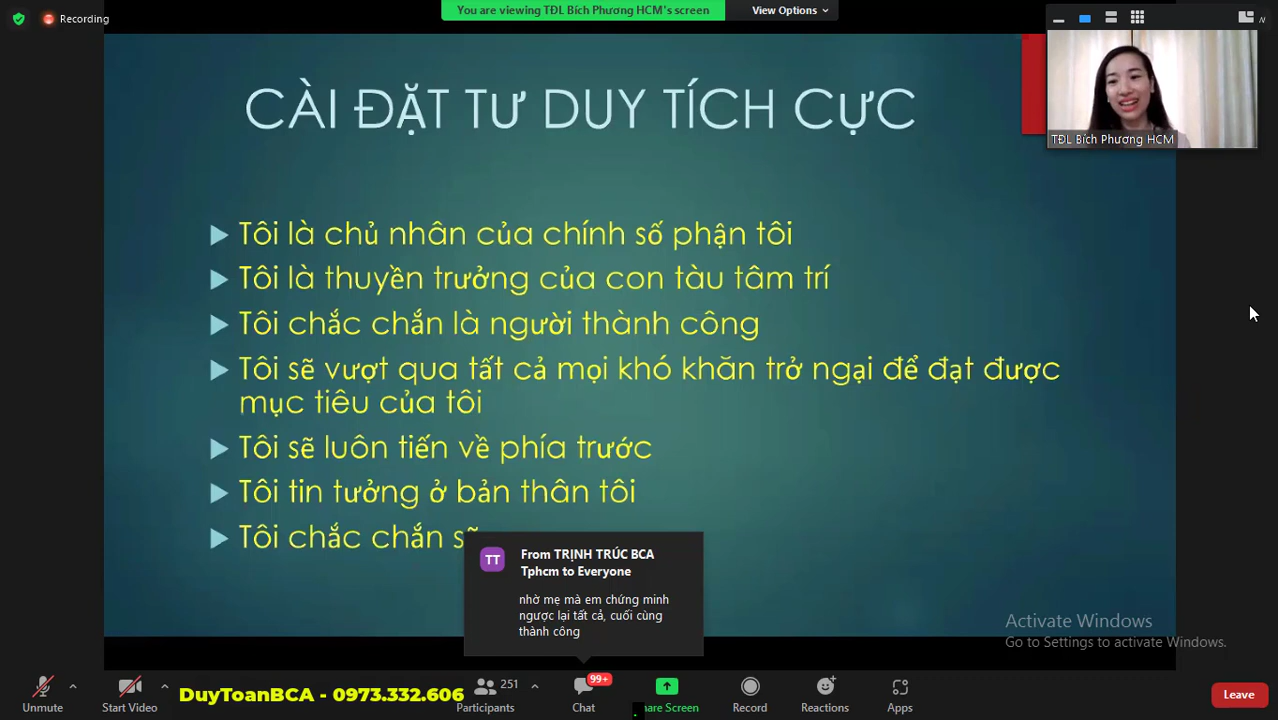 Recording
You are viewing TĐL Bích Phương HCM's screen
View Options
TĐL Bích Phương HCM
CÀI ĐẶT TƯ DUY TÍCH CỰC
Tôi là chủ nhân của chính số phận tôi
Tôi là thuyền trưởng của con tàu tâm trí
Tôi chắc chắn là người thành công
Tôi sẽ vượt qua tất cả mọi khó khăn trở ngại để đạt được
mục tiêu của tôi
Tôi sẽ luôn tiến về phía trước
Tôi tin tưởng ở bản thân tôi
Tôi chắc chắn sẽ
TT
From TRỊNH TRÚC BCA
Tphcm to Everyone
nhờ mẹ mà em chứng minh
ngược lại tất cả, cuối cùng
thành công
Activate Windows
Go to Settings to activate Windows.
Unmute
Start Video
DuyToanBCA - 0973.332.606
251
Participants
99+
Chat
hare Screen
Record
Reactions
Apps
Leave